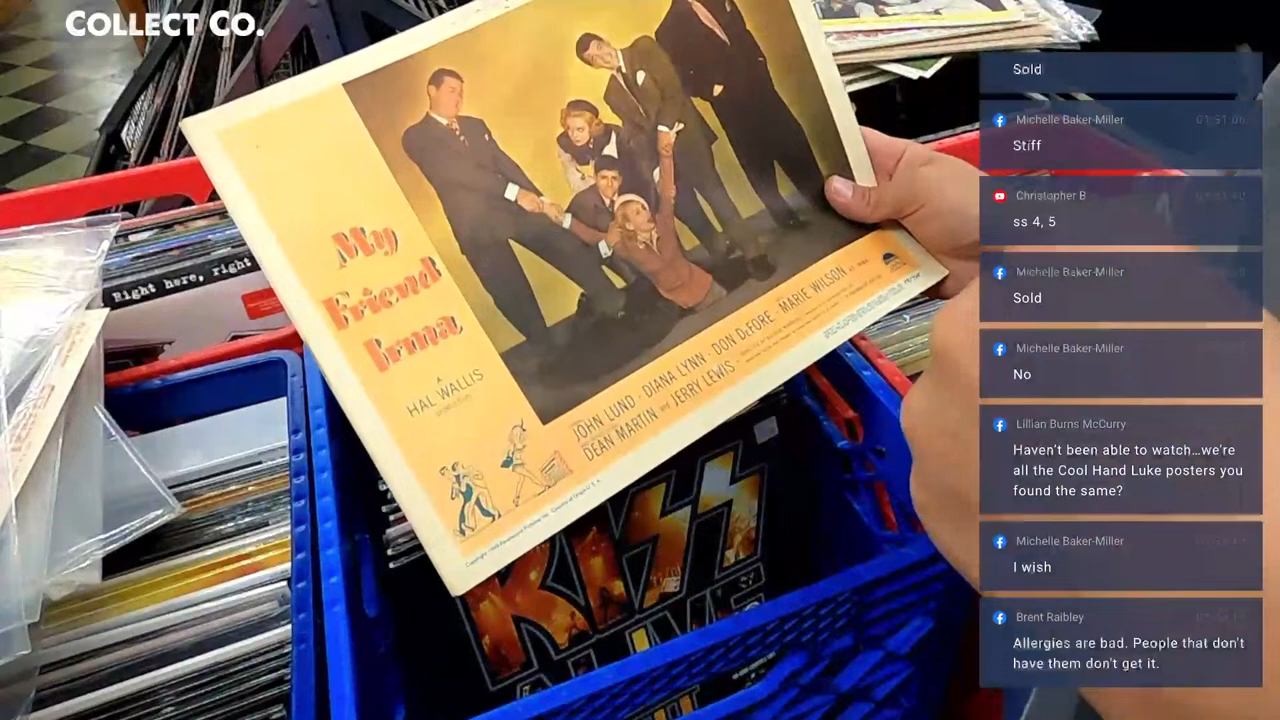 COLLECT CO.
My
Friend
Irma
A
HAL WALLIS
production
JOHN LUND · DIANA LYNN · DON DEFORE · MARIE WILSON
DEAN MARTIN and JERRY LEWIS
Right here, right
KISS
Sold
Michelle Baker-Miller
Stiff
Christopher B
ss 4, 5
Michelle Baker-Miller
Sold
Michelle Baker-Miller
No
Lillian Burns McCurry
Haven't been able to watch…we're
all the Cool Hand Luke posters you
found the same?
Michelle Baker-Miller
I wish
Brent Raibley
Allergies are bad. People that don't
have them don't get it.